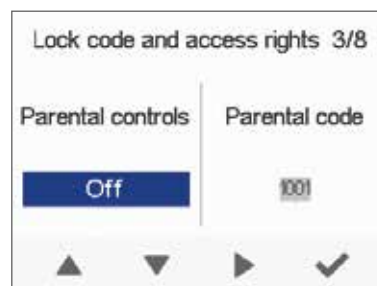 Lock code and access rights 3/8
Parental controls
Parental code
Off
1001